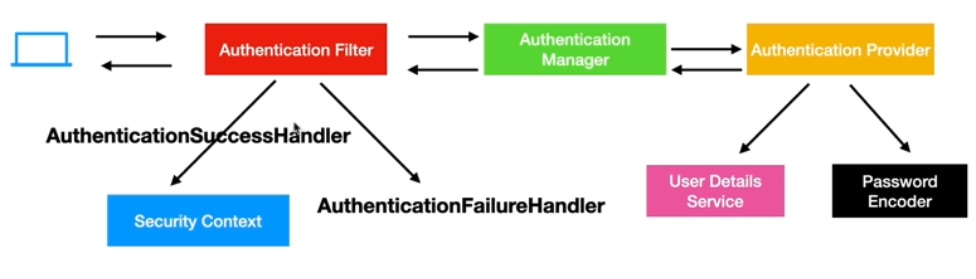 Authentication Filter
Authentication
Manager
Authentication Provider
AuthenticationSuccessHandler
User Details
Service
Password
Encoder
Security Context
AuthenticationFailureHandler